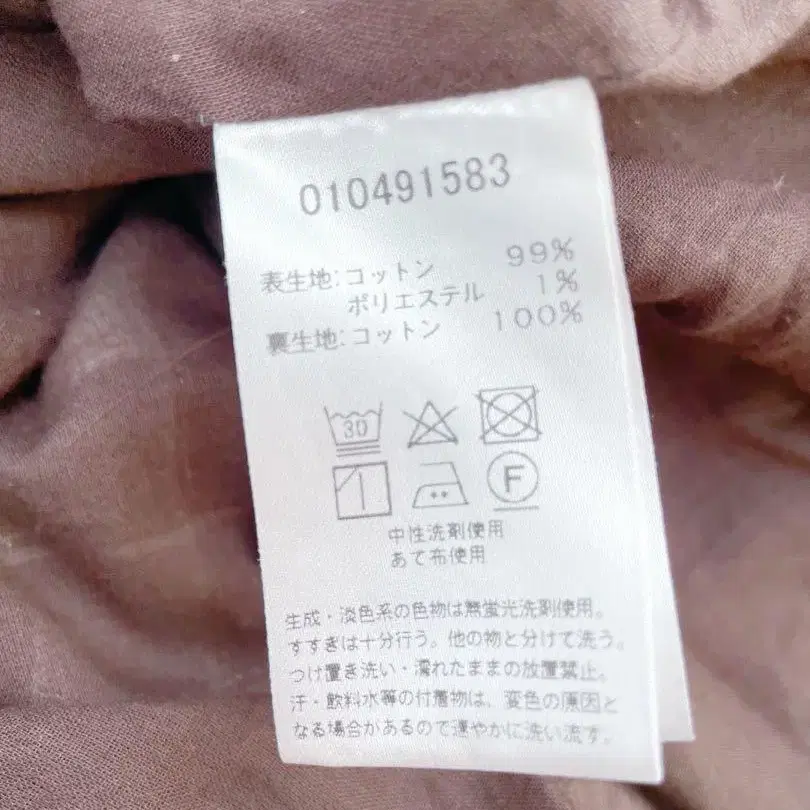 010491583
表生地:コットン 99%
ポリエステル 1%
裏生地:コットン 100%
30
F
中性洗剤使用
あて布使用
生成・淡色系の色物は無蛍光洗剤使用。
すすぎは十分行う。他の物と分けて洗う。
つけ置き洗い・濡れたままの放置禁止。
汗・飲料水等の付着物は、変色の原因と
なる場合があるので速やかに洗い流す。